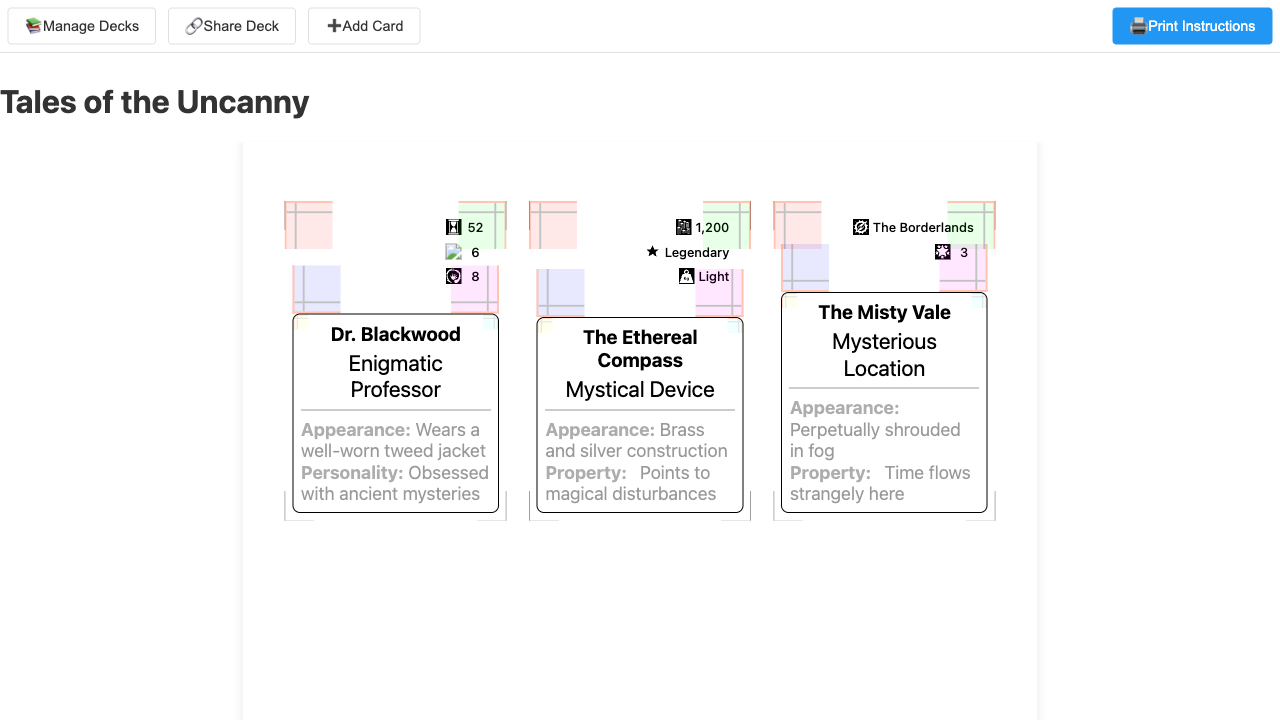 Manage Decks
Share Deck
Add Card
Print Instructions
Tales of the Uncanny
52
6
8
Dr. Blackwood
Enigmatic
Professor
Appearance: Wears a
well-worn tweed jacket
Personality: Obsessed
with ancient mysteries
1,200
Legendary
Light
The Ethereal
Compass
Mystical Device
Appearance: Brass
and silver construction
Property: Points to
magical disturbances
The Borderlands
3
The Misty Vale
Mysterious
Location
Appearance:
Perpetually shrouded
in fog
Property: Time flows
strangely here